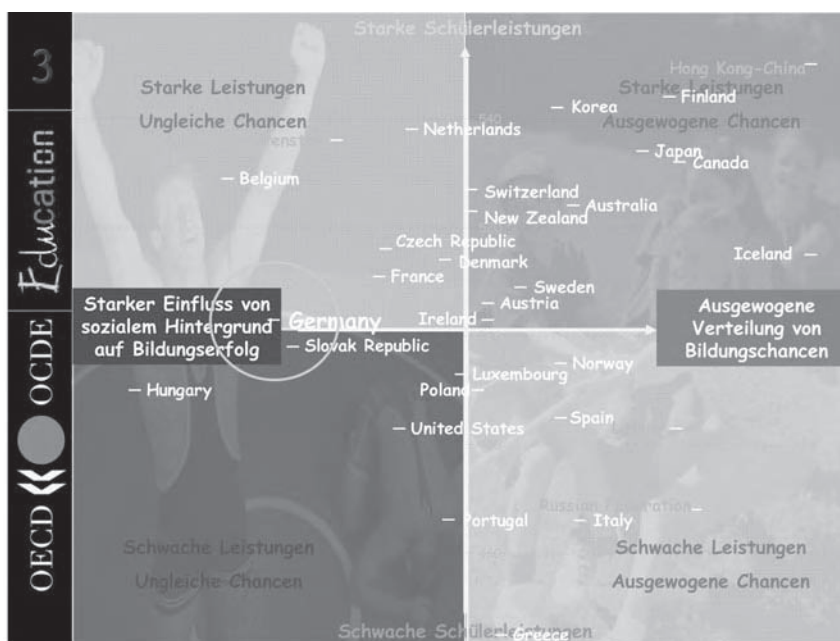 3
Education
OECD OCDE
Starke Schülerleistungen
Starke Leistungen
Ungleiche Chancen
Starke Leistungen
Ausgewogene Chancen
Hong Kong-China
Finland
Korea
540
Netherlands
Japan
Canada
Belgium
Switzerland
Australia
New Zealand
Czech Republic
Denmark
Iceland
France
Sweden
Austria
Starker Einfluss von
sozialem Hintergrund
auf Bildungserfolg
Germany
Ireland
Ausgewogene
Verteilung von
Bildungschancen
Slovak Republic
Norway
Luxembourg
Hungary
Poland
Spain
United States
Russian Federation
Portugal
Italy
Schwache Leistungen
Ungleiche Chancen
440
Schwache Leistungen
Ausgewogene Chancen
Schwache Schülerleistungen
Greece